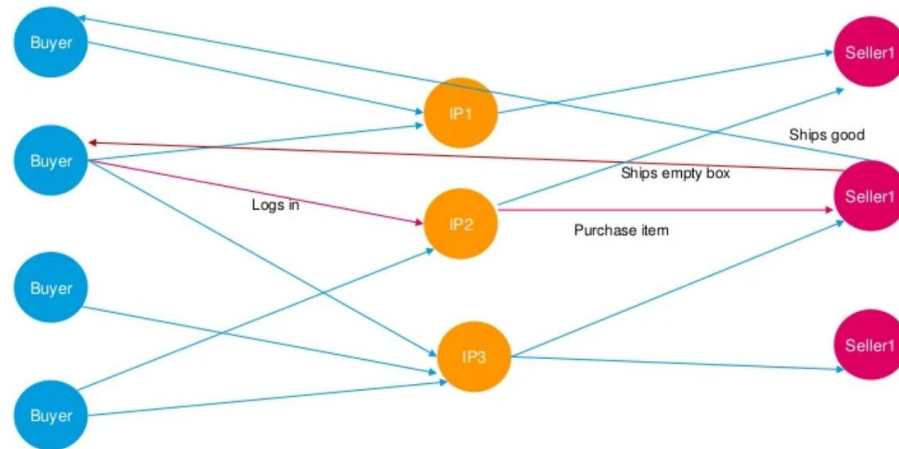 Buyer
Seller1
IP1
Ships good
Buyer
Ships empty box
Seller1
Logs in
IP2
Purchase item
Buyer
IP3
Seller1
Buyer